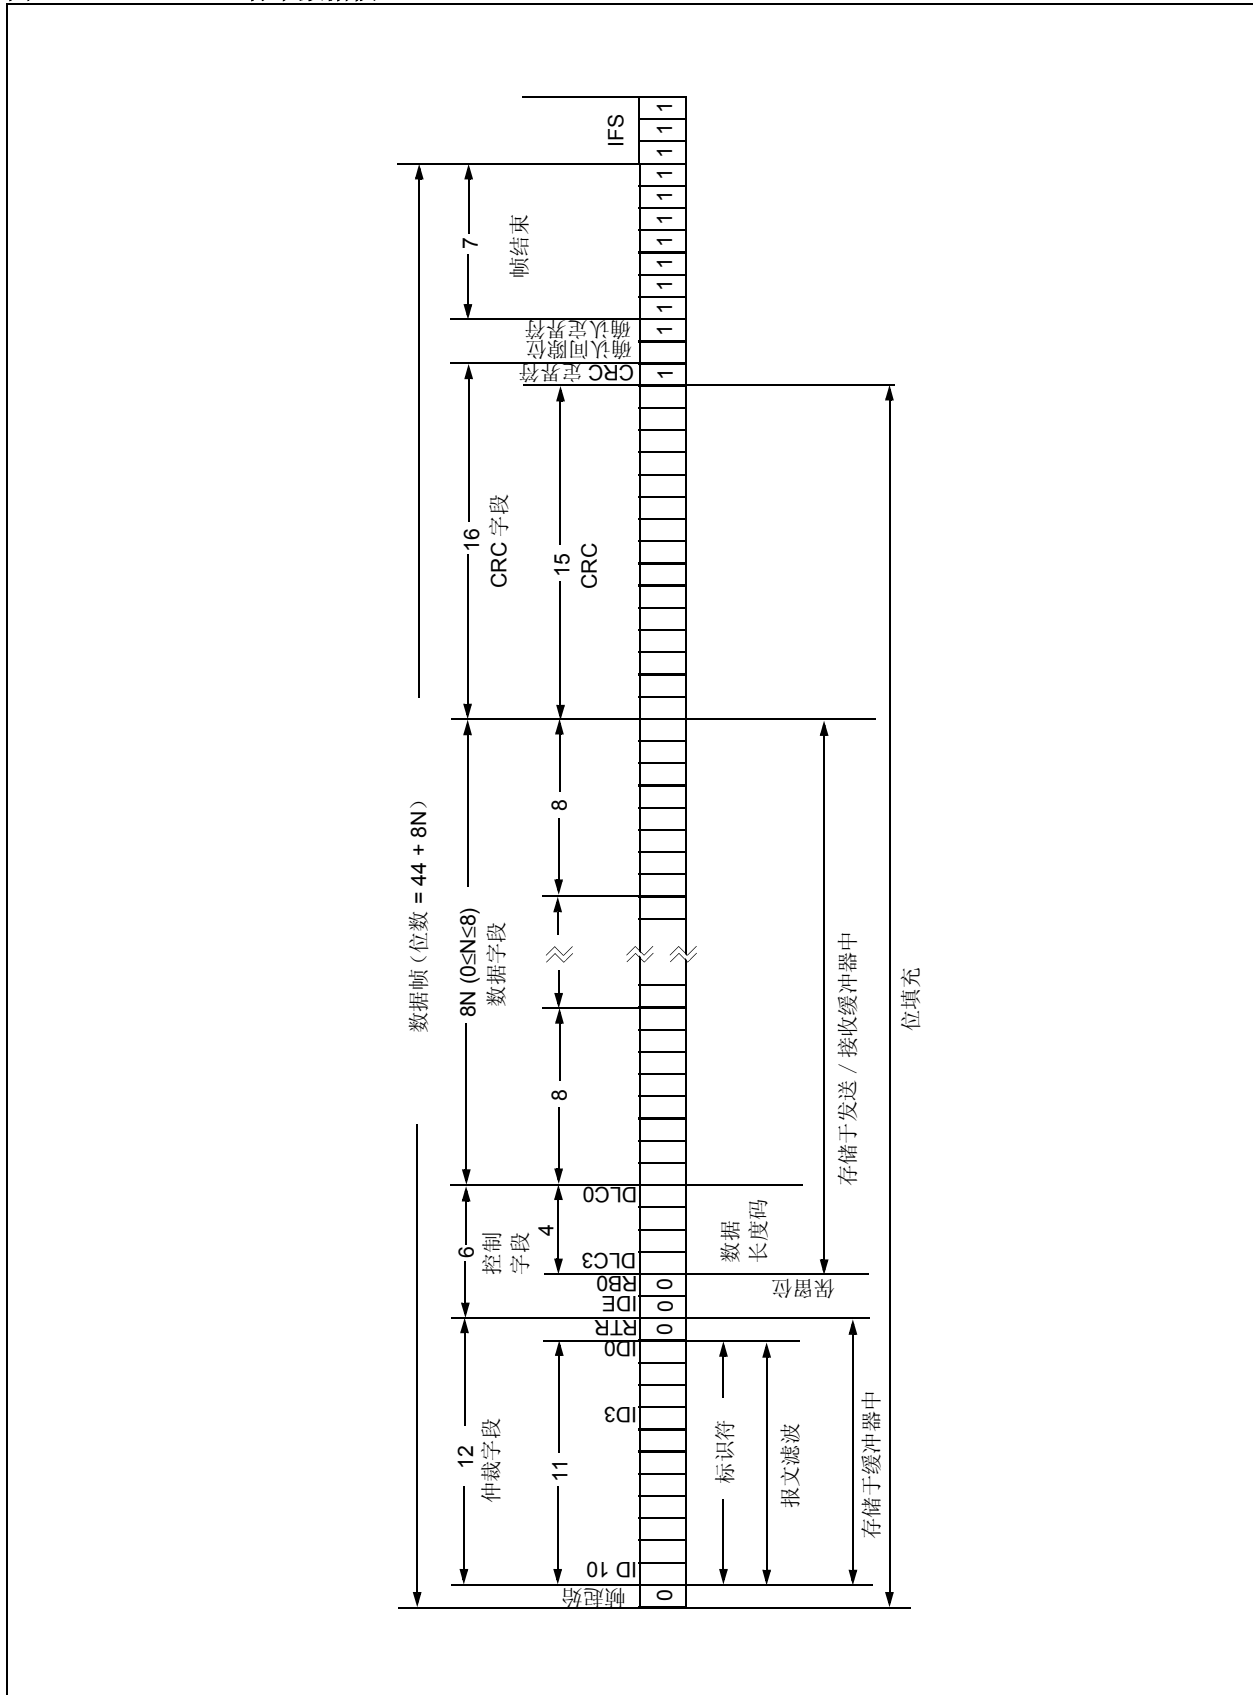 数据帧（位数 = 44 + 8N）
12
仲裁字段
6
控制
字段
8N (0≤N≤8)
数据字段
16
CRC 字段
7
帧结束
IFS
11
4
8
8
15
CRC
帧起始
ID 10
ID3
ID0
RTR
IDE
RB0
DLC3
DLC0
CRC 定界符
确认间隙位
确认定界符
0
0
0
0
1
1
1
1
1
1
1
1
1
1
1
1
标识符
报文滤波
存储于缓冲器中
保留位
数据
长度码
存储于发送 / 接收缓冲器中
位填充